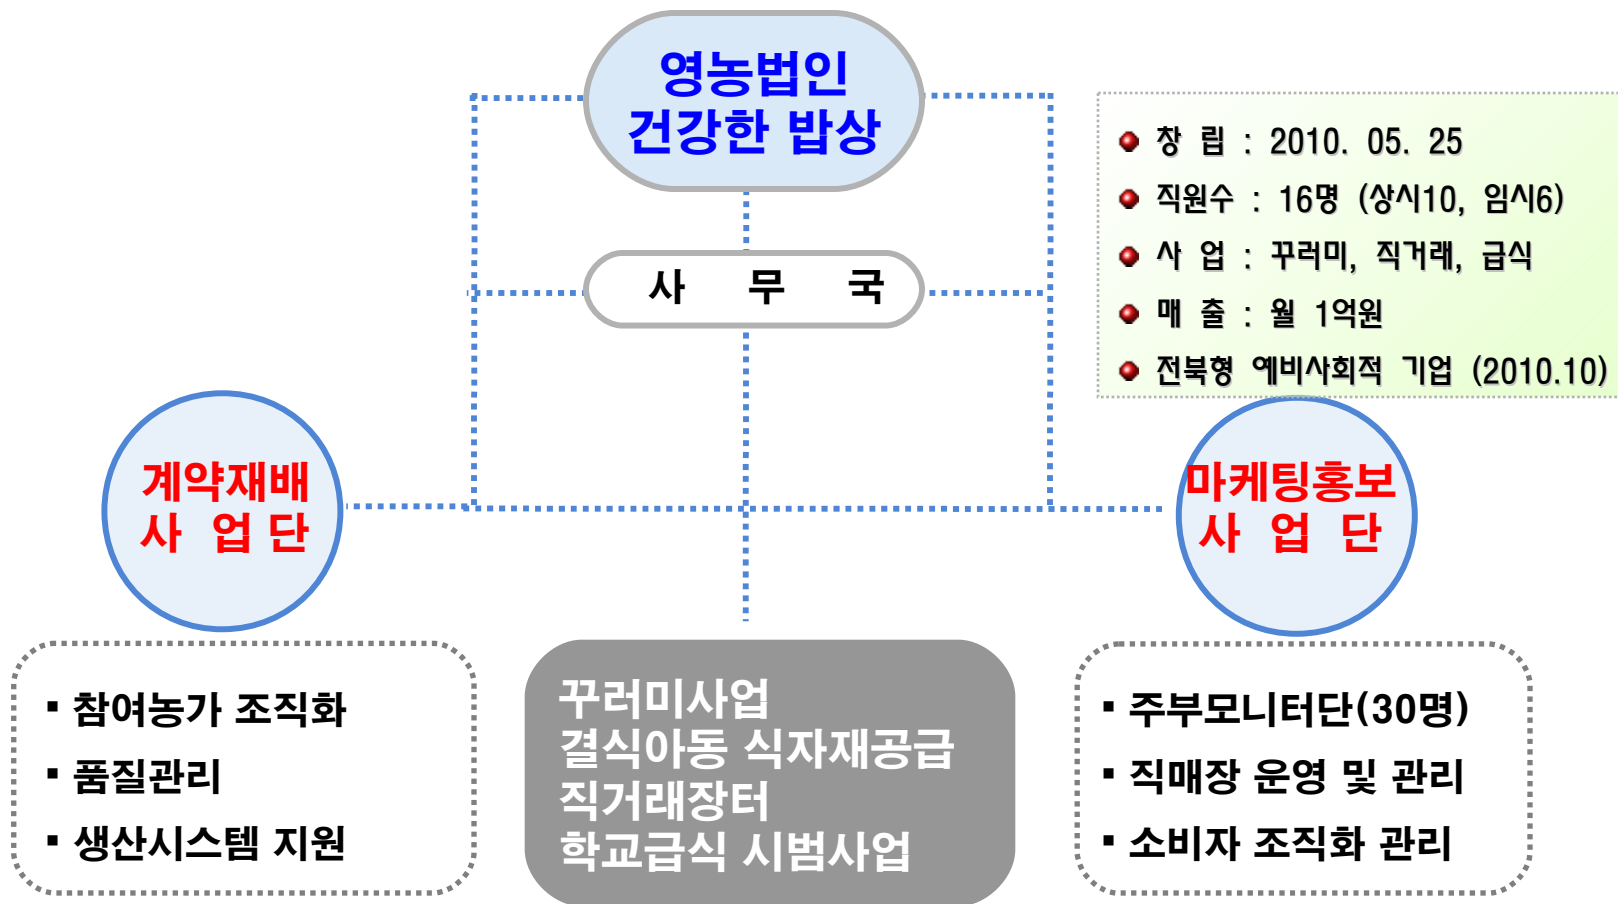 영농법인
건강한 밥상
창 립 : 2010. 05. 25
직원수 : 16명 (상시10, 임시6)
사 업 : 꾸러미, 직거래, 급식
매 출 : 월 1억원
전북형 예비사회적 기업 (2010.10)
사 무 국
계약재배
사 업 단
마케팅홍보
사 업 단
▪ 참여농가 조직화
▪ 품질관리
▪ 생산시스템 지원
꾸러미사업
결식아동 식자재공급
직거래장터
학교급식 시범사업
▪ 주부모니터단(30명)
▪ 직매장 운영 및 관리
▪ 소비자 조직화 관리